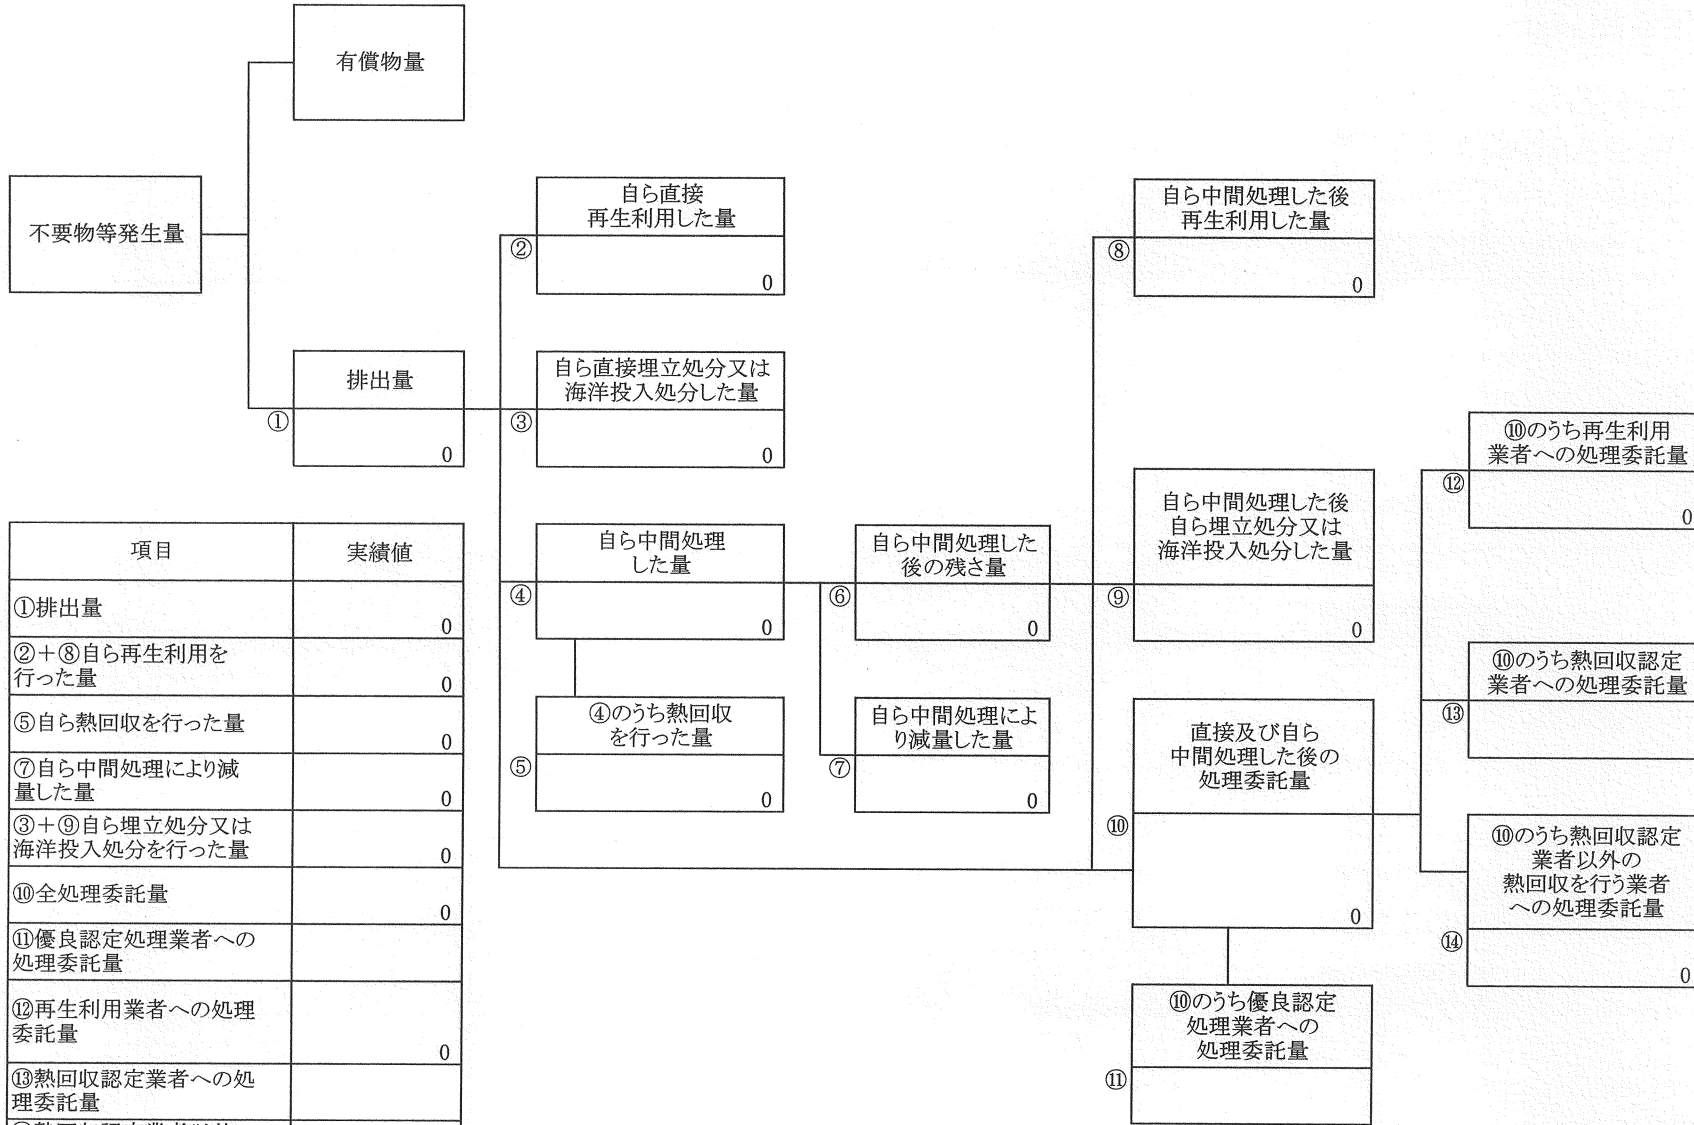 有償物量
不要物等発生量
自ら直接
再生利用した量
②
0
自ら中間処理した後
再生利用した量
⑧
0
排出量
①
0
自ら直接埋立処分又は
海洋投入処分した量
③
0
⑩のうち再生利用
業者への処理委託量
⑫
0
自ら中間処理
した量
④
0
自ら中間処理した
後の残さ量
⑥
0
自ら中間処理した後
自ら埋立処分又は
海洋投入処分した量
⑨
0
⑩のうち熱回収認定
業者への処理委託量
⑬
④のうち熱回収
を行った量
⑤
0
自ら中間処理によ
り減量した量
⑦
0
直接及び自ら
中間処理した後の
処理委託量
⑩
0
⑩のうち熱回収認定
業者以外の
熱回収を行う業者
への処理委託量
⑭
0
⑩のうち優良認定
処理業者への
処理委託量
⑪
項目
実績値
①排出量
0
②+⑧自ら再生利用を
行った量
0
⑤自ら熱回収を行った量
0
⑦自ら中間処理により減
量した量
0
③+⑨自ら埋立処分又は
海洋投入処分を行った量
0
⑩全処理委託量
0
⑪優良認定処理業者への
処理委託量
⑫再生利用業者への処理
委託量
0
⑬熱回収認定業者への処
理委託量